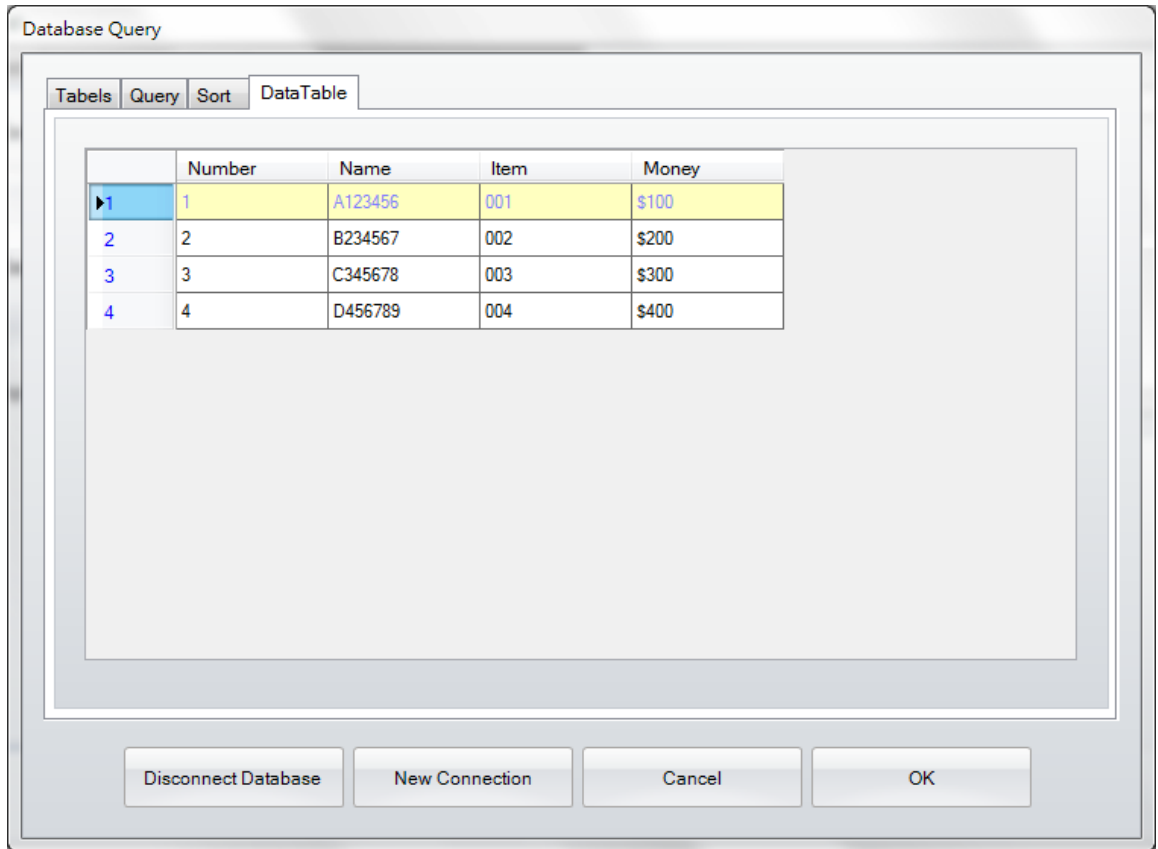 Database Query
Tabels Query Sort DataTable
Number Name Item Money
1 1 A123456 001 $100
2 2 B234567 002 $200
3 3 C345678 003 $300
4 4 D456789 004 $400
Disconnect Database New Connection Cancel OK